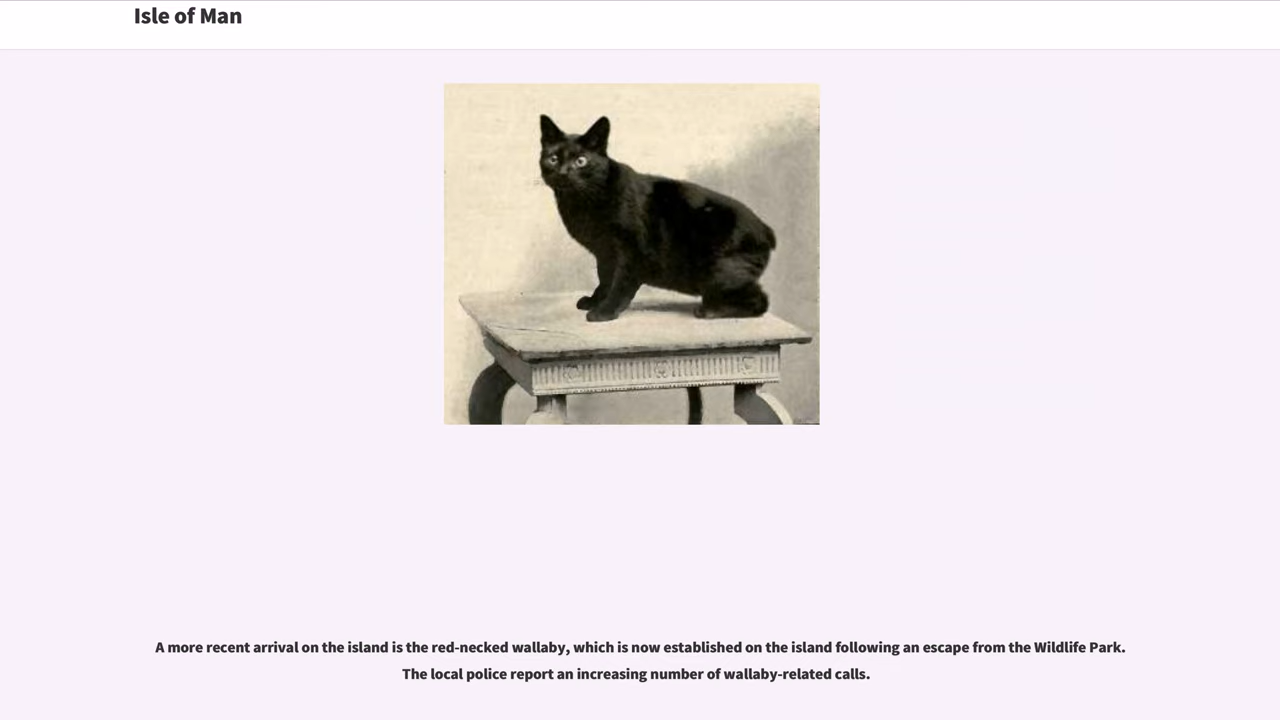 Isle of Man
A more recent arrival on the island is the red-necked wallaby, which is now established on the island following an escape from the Wildlife Park.
The local police report an increasing number of wallaby-related calls.